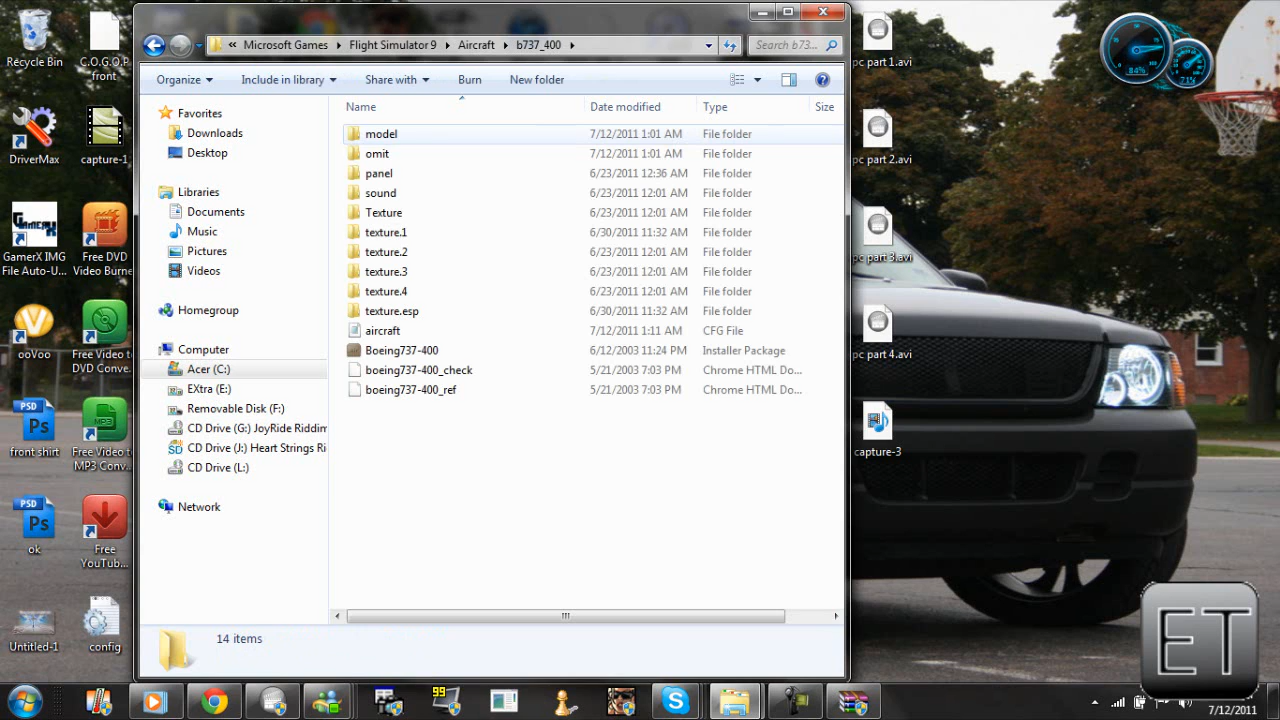 Recycle Bin
C.O.G.O.P
front
DriverMax
capture-1
GamerX IMG
File Auto-U...
Free DVD
Video Burner
ooVoo
Free Video to
DVD Conve...
front shirt
Free Video to
MP3 Conv...
ok
Free
YouTub...
Untitled-1
config
PSD
Ps
PSD
Ps
« Microsoft Games
Flight Simulator 9
Aircraft
b737_400
Search b73...
Organize
Include in library
Share with
Burn
New folder
Favorites
Downloads
Desktop
Libraries
Documents
Music
Pictures
Videos
Homegroup
Computer
Acer (C:)
EXtra (E:)
Removable Disk (F:)
CD Drive (G:) JoyRide Riddim
CD Drive (J:) Heart Strings Ri
CD Drive (L:)
Network
Name Date modified Type Size
model 7/12/2011 1:01 AM File folder
omit 7/12/2011 1:01 AM File folder
panel 6/23/2011 12:36 AM File folder
sound 6/23/2011 12:01 AM File folder
Texture 6/23/2011 12:01 AM File folder
texture.1 6/30/2011 11:32 AM File folder
texture.2 6/23/2011 12:01 AM File folder
texture.3 6/23/2011 12:01 AM File folder
texture.4 6/23/2011 12:01 AM File folder
texture.esp 6/30/2011 11:32 AM File folder
aircraft 7/12/2011 1:11 AM CFG File
Boeing737-400 6/12/2003 11:24 PM Installer Package
boeing737-400_check 5/21/2003 7:03 PM Chrome HTML Do...
boeing737-400_ref 5/21/2003 7:03 PM Chrome HTML Do...
14 items
pc part 1.avi
pc part 2.avi
pc part 3.avi
pc part 4.avi
capture-3
84%
71%
ET
99
7/12/2011